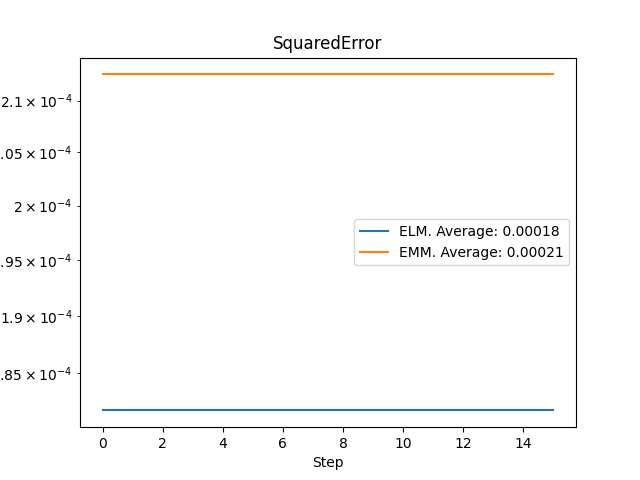 SquaredError
2.1 × 10⁻⁴
.05 × 10⁻⁴
2 × 10⁻⁴
.95 × 10⁻⁴
1.9 × 10⁻⁴
.85 × 10⁻⁴
ELM. Average: 0.00018
EMM. Average: 0.00021
0 2 4 6 8 10 12 14
Step